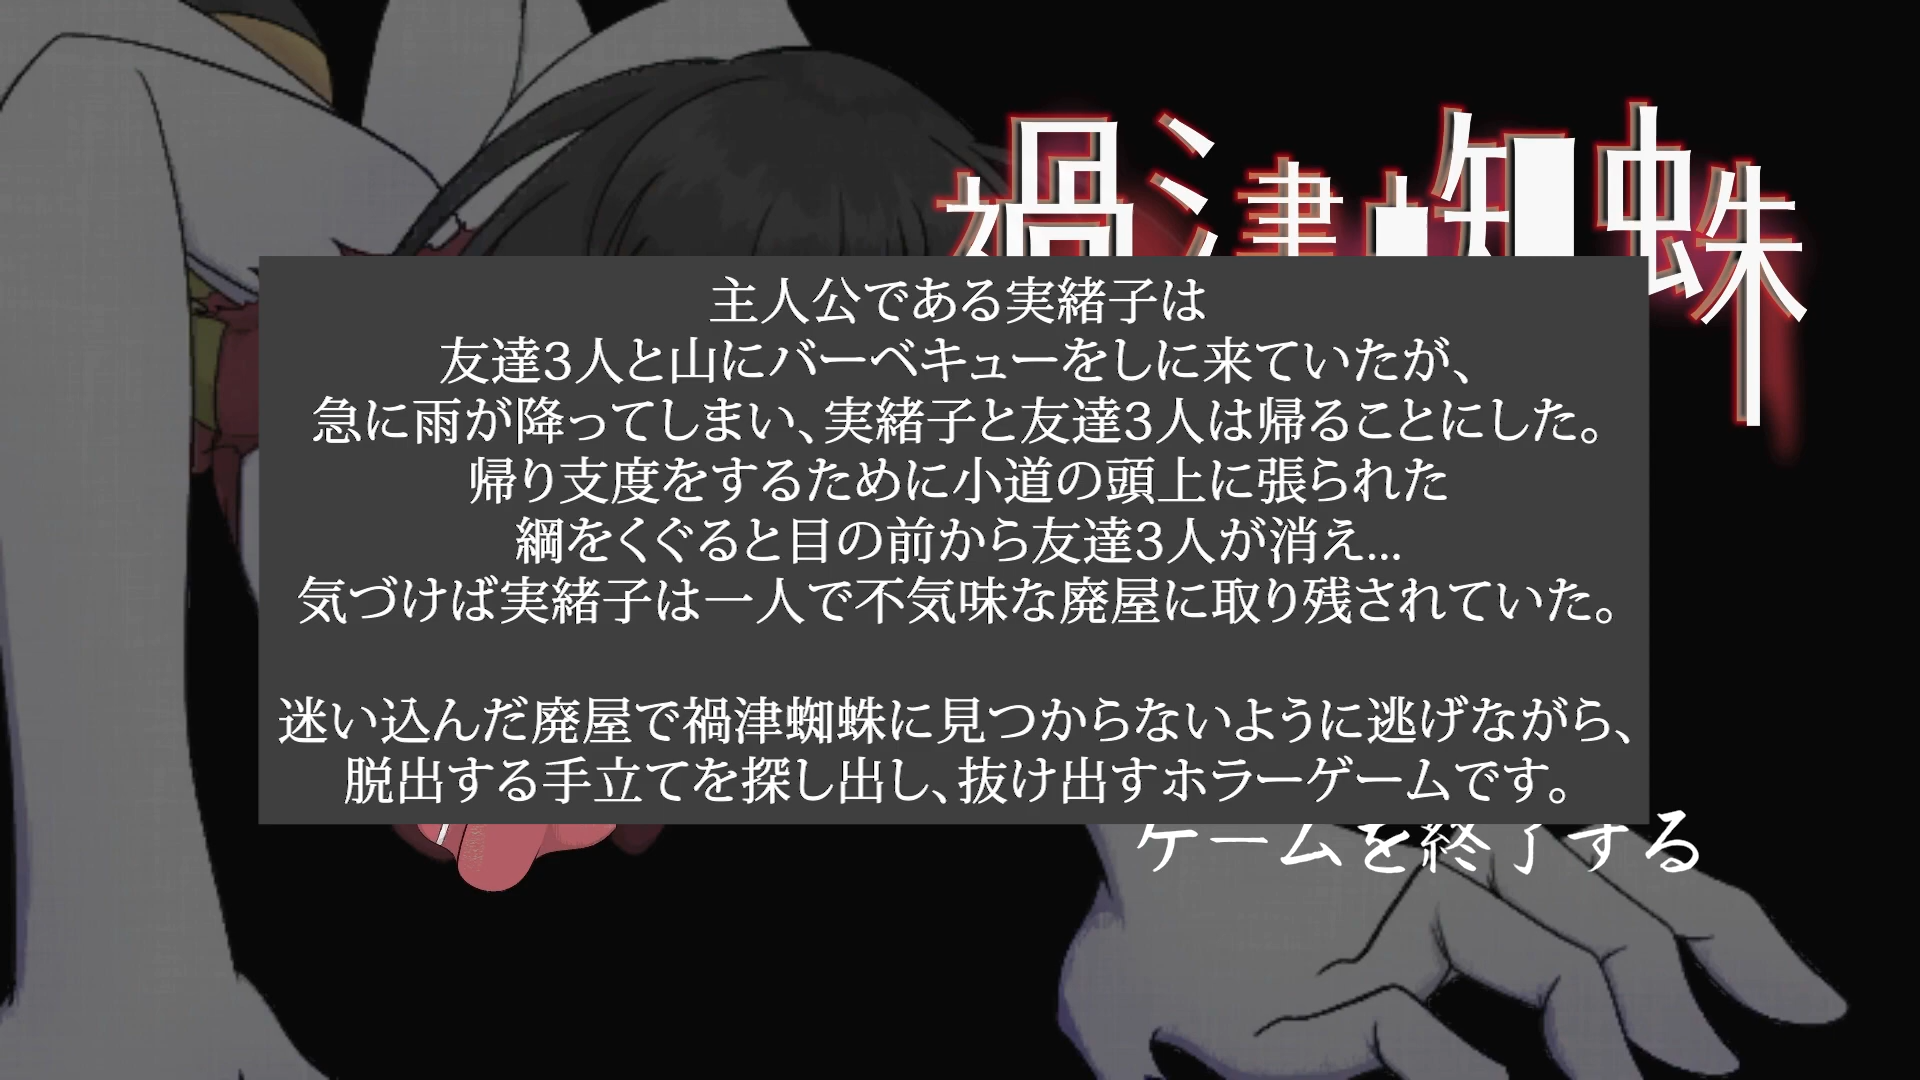 禍津蜘蛛
主人公である実緒子は
友達3人と山にバーベキューをしに来ていたが、
急に雨が降ってしまい、実緒子と友達3人は帰ることにした。
帰り支度をするために小道の頭上に張られた
綱をくぐると目の前から友達3人が消え...
気づけば実緒子は一人で不気味な廃屋に取り残されていた。
迷い込んだ廃屋で禍津蜘蛛に見つからないように逃げながら、
脱出する手立てを探し出し、抜け出すホラーゲームです。
ゲームを終了する